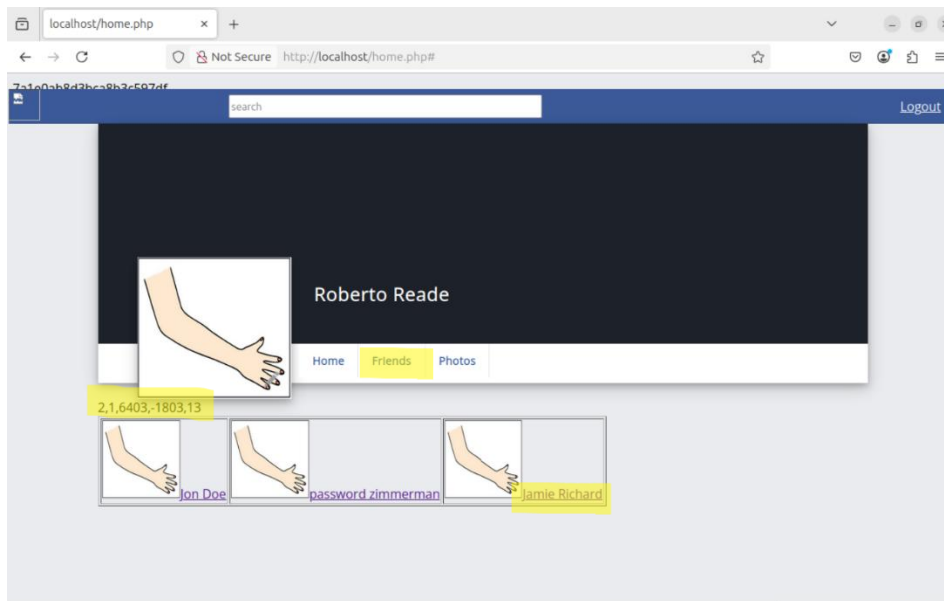 localhost/home.php
Not Secure http://localhost/home.php#
search
Logout
Roberto Reade
Home Friends Photos
2,1,6403,-1803,13
Jon Doe password zimmerman Jamie Richard